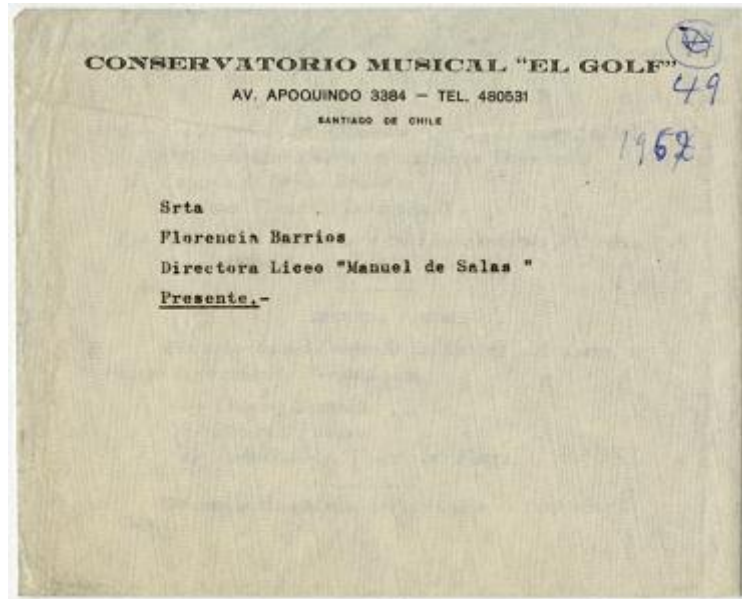 CONSERVATORIO MUSICAL "EL GOLF"
AV. APOQUINDO 3384 — TEL. 480531
SANTIAGO DE CHILE
49
1962
Srta
Florencia Barrios
Directora Liceo "Manuel de Salas "
Presente.-